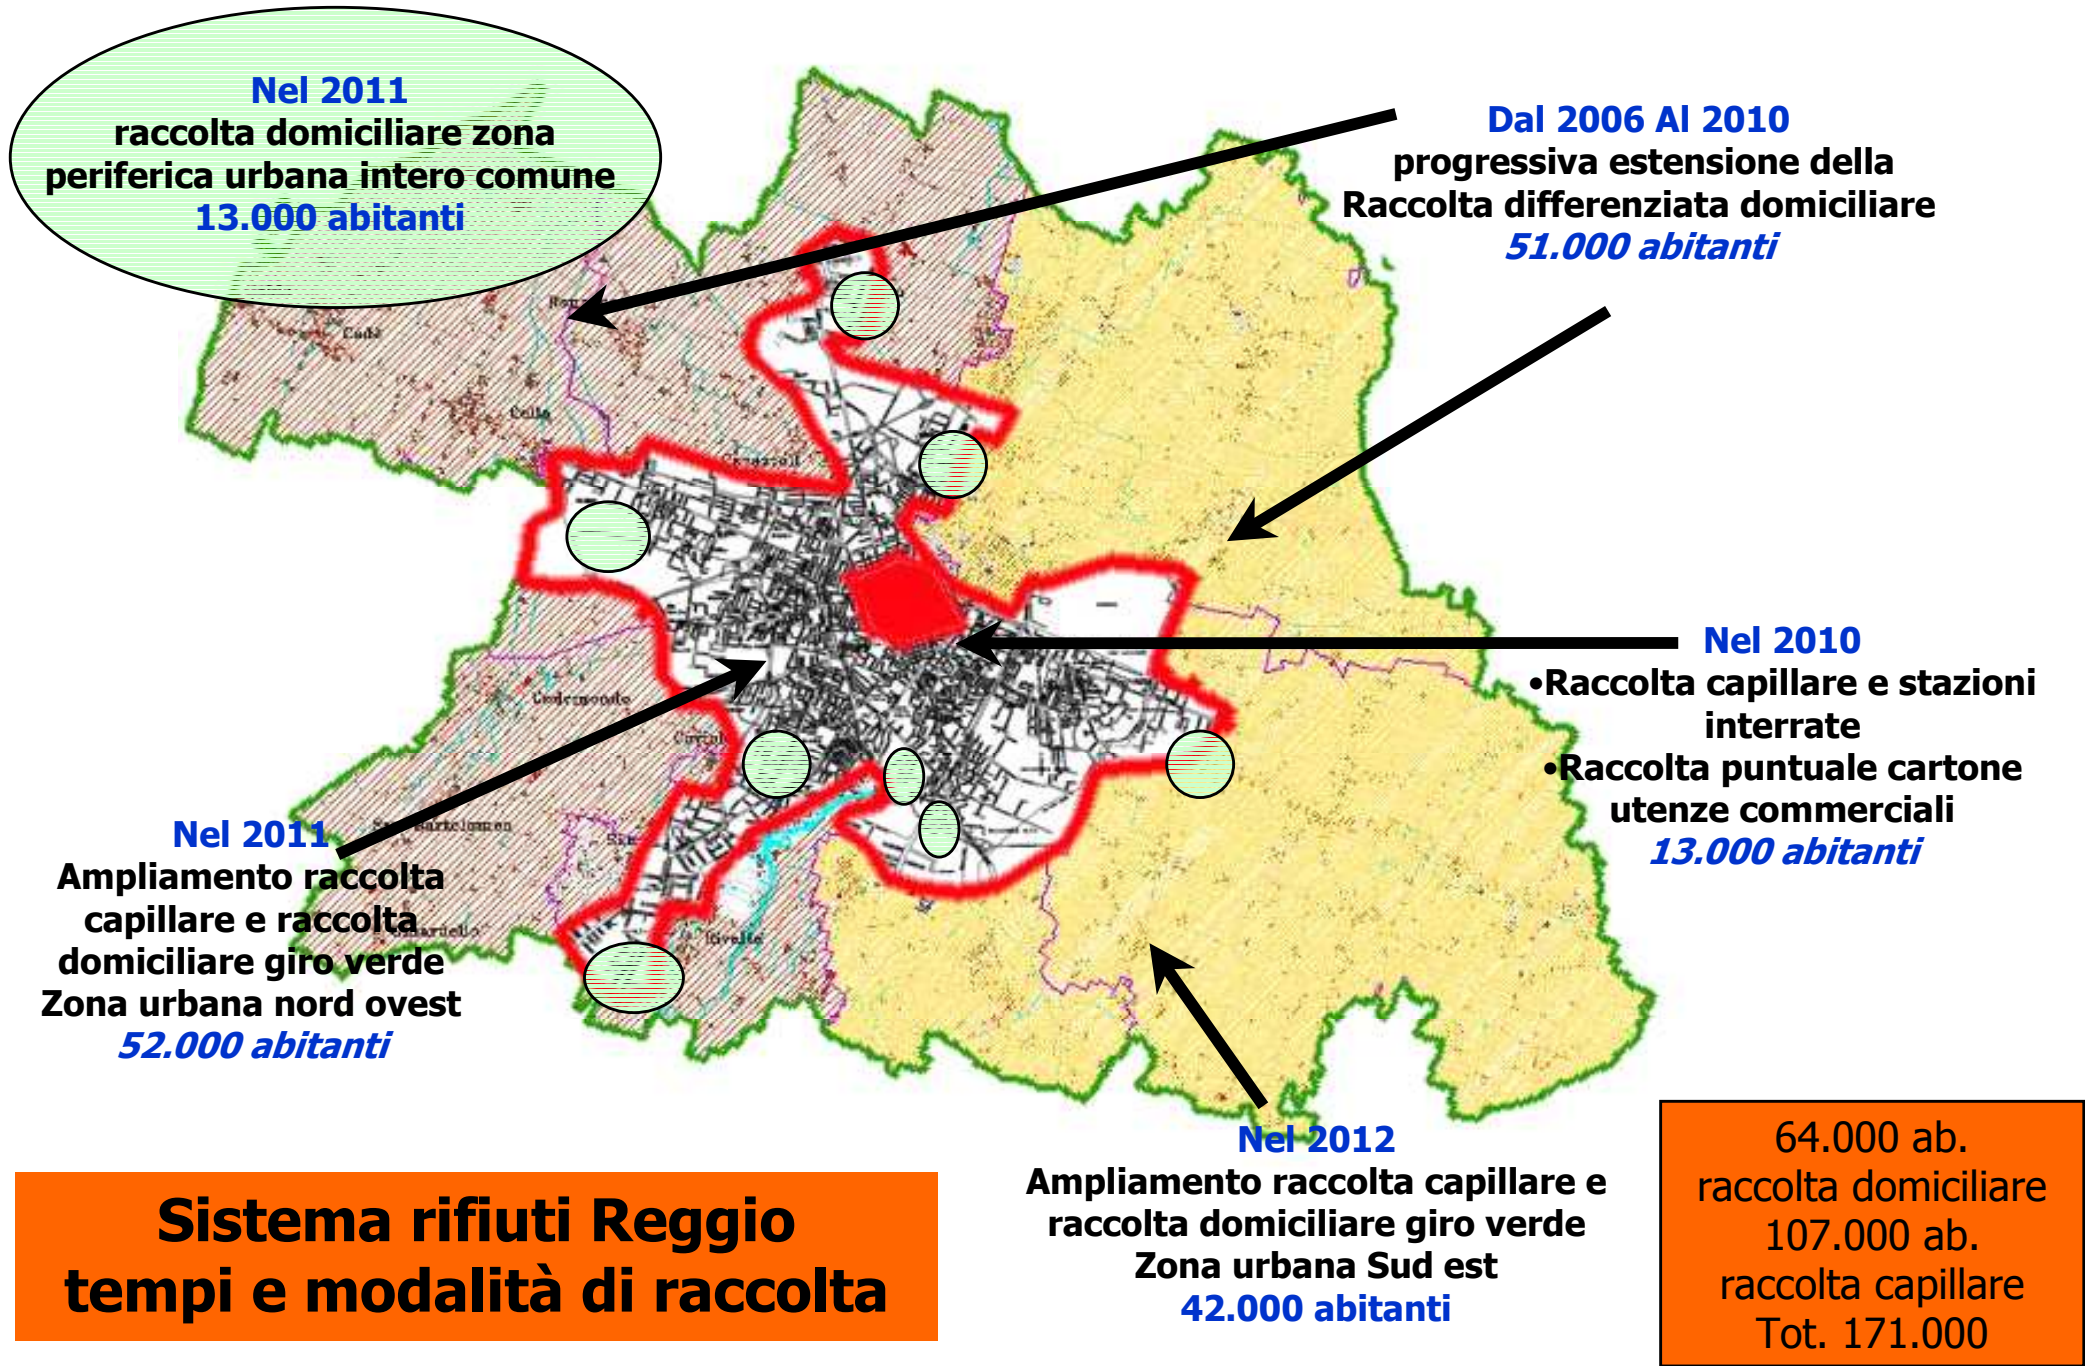 Nel 2011
raccolta domiciliare zona
periferica urbana intero comune
13.000 abitanti
Dal 2006 Al 2010
progressiva estensione della
Raccolta differenziata domiciliare
51.000 abitanti
Cadè
Cella
Nel 2010
•Raccolta capillare e stazioni
interrate
•Raccolta puntuale cartone
utenze commerciali
13.000 abitanti
Codemondo
Nel 2011
Ampliamento raccolta
capillare e raccolta
domiciliare giro verde
Zona urbana nord ovest
52.000 abitanti
Rivalta
Nel 2012
Ampliamento raccolta capillare e
raccolta domiciliare giro verde
Zona urbana Sud est
42.000 abitanti
Sistema rifiuti Reggio
tempi e modalità di raccolta
64.000 ab.
raccolta domiciliare
107.000 ab.
raccolta capillare
Tot. 171.000